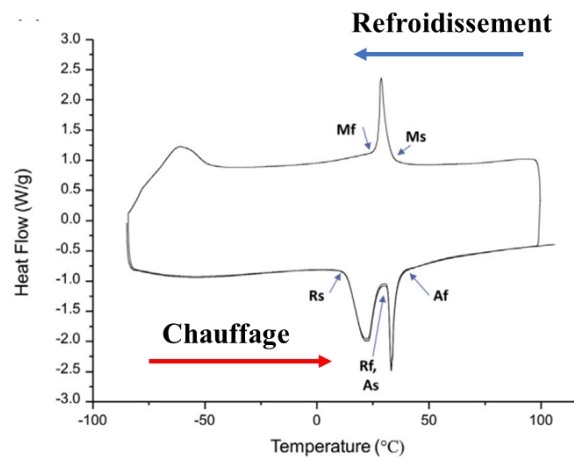 Refroidissement
3.0
2.5
2.0
1.5
1.0
0.5
0.0
-0.5
-1.0
-1.5
-2.0
-2.5
-3.0
Heat Flow (W/g)
Mf
Ms
Rs
Af
Chauffage
Rf,
As
-100
-50
0
50
100
Temperature (°C)